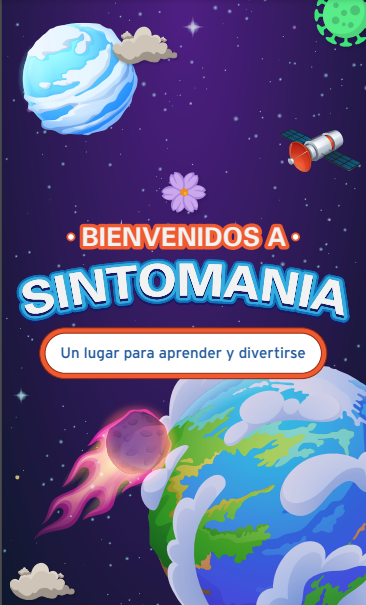 • BIENVENIDOS A •
SINTOMANIA
Un lugar para aprender y divertirse